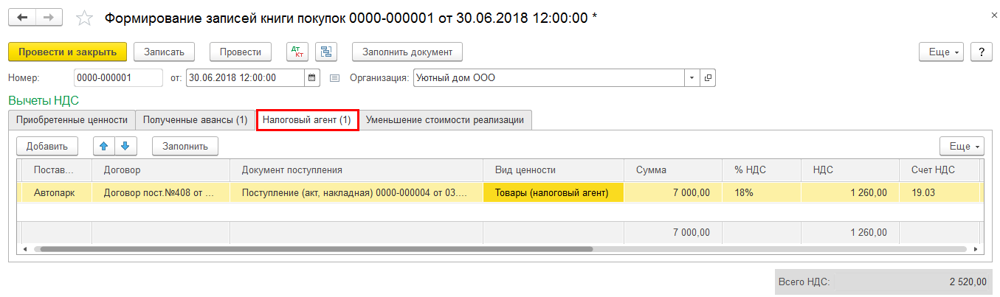 Формирование записей книги покупок 0000-000001 от 30.06.2018 12:00:00 *
Провести и закрыть Записать Провести Дт Кт Заполнить документ Еще ?
Номер: 0000-000001 от: 30.06.2018 12:00:00 Организация: Уютный дом ООО
Вычеты НДС
Приобретенные ценности Полученные авансы (1) Налоговый агент (1) Уменьшение стоимости реализации
Добавить Заполнить Еще
Постав... Договор Документ поступления Вид ценности Сумма % НДС НДС Счет НДС
Автопарк Договор пост.№408 от ... Поступление (акт, накладная) 0000-000004 от 03.... Товары (налоговый агент) 7 000,00 18% 1 260,00 19.03
7 000,00 1 260,00
Всего НДС: 2 520,00